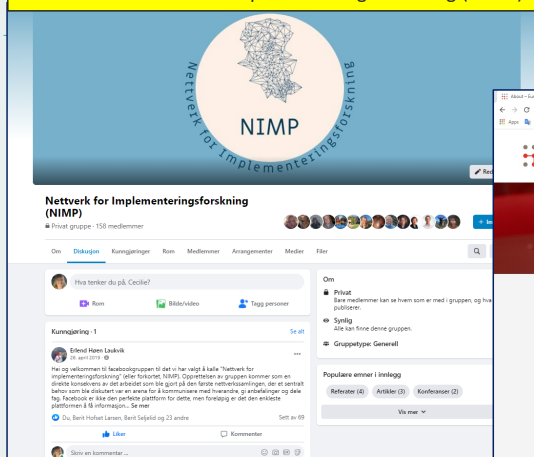 Nettverk for Implementeringsforskning
NIMP
About – Eu
Apps
Red
Nettverk for Implementeringsforskning
(NIMP)
Privat gruppe · 158 medlemmer
Om Diskusjon Kunngjøringer Rom Medlemmer Arrangementer Medier Filer
Hva tenker du på, Cecilie?
Rom Bilde/video Tagg personer
Kunngjøring · 1 Se alt
Erlend Høen Laukvik
26. april 2019
Hei og velkommen til facebookgruppen til det vi har valgt å kalle "Nettverk for
implementeringsforskning" (eller forkortet, NIMP). Opprettelsen av gruppen kommer som en
direkte konsekvens av det arbeidet som ble gjort på den første nettverkssamlingen, der et sentralt
behov som ble diskutert var en arena for å kommunisere med hverandre, gi anbefalinger og dele
fag. Facebook er ikke den perfekte plattformen for dette, men foreløpig er det den enkleste
plattformen å få informasjon... Se mer
Du, Berit Hofset Larsen, Berit Seljelid og 23 andre Sett av 69
Liker Kommenter
Skriv en kommentar ...
Om
Privat
Bare medlemmer kan se hvem som er med i gruppen, og hva
publiserer.
Synlig
Alle kan finne denne gruppen.
Gruppetype: Generell
Populære emner i innlegg
Referater (4) Artikler (3) Konferanser (2)
Vis mer